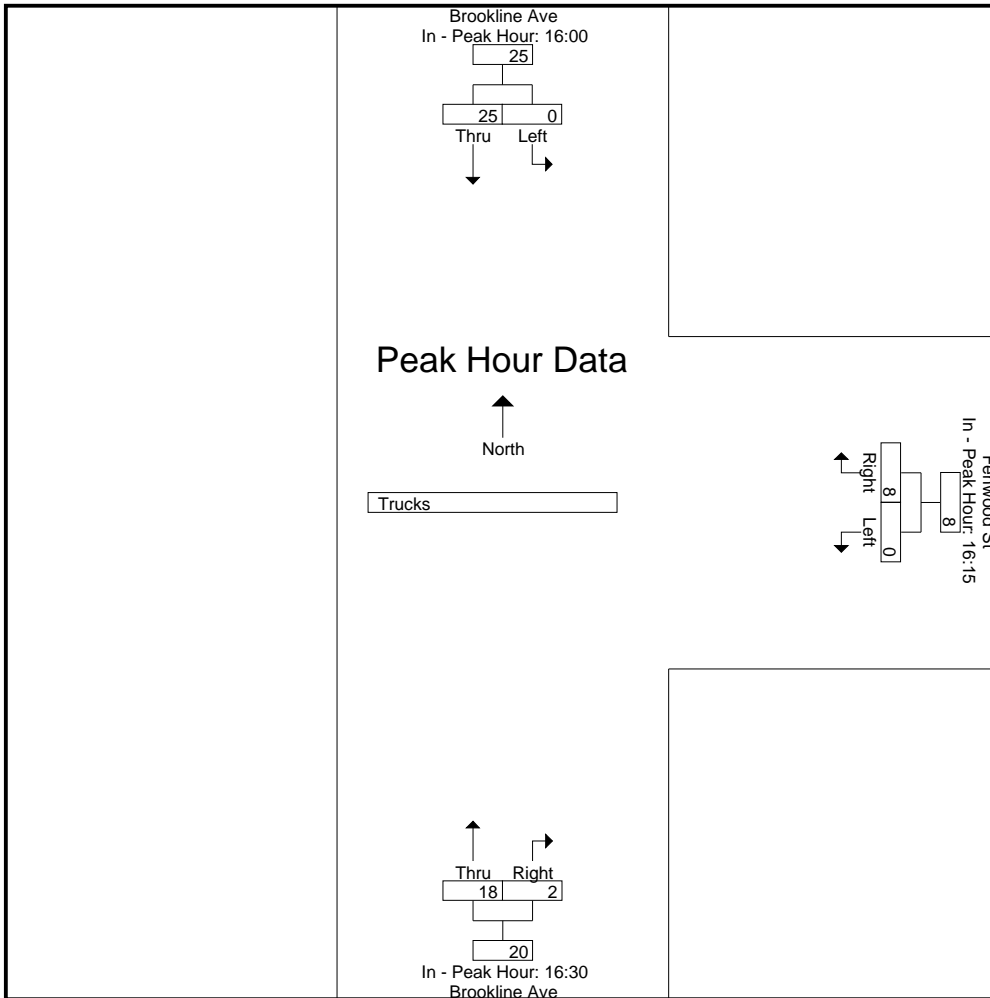 Brookline Ave
In - Peak Hour: 16:00
25
25 0
Thru Left
Peak Hour Data
North
Trucks
Fenwood St
In - Peak Hour: 16:15
8
8 0
Right Left
Thru Right
18 2
20
In - Peak Hour: 16:30
Brookline Ave